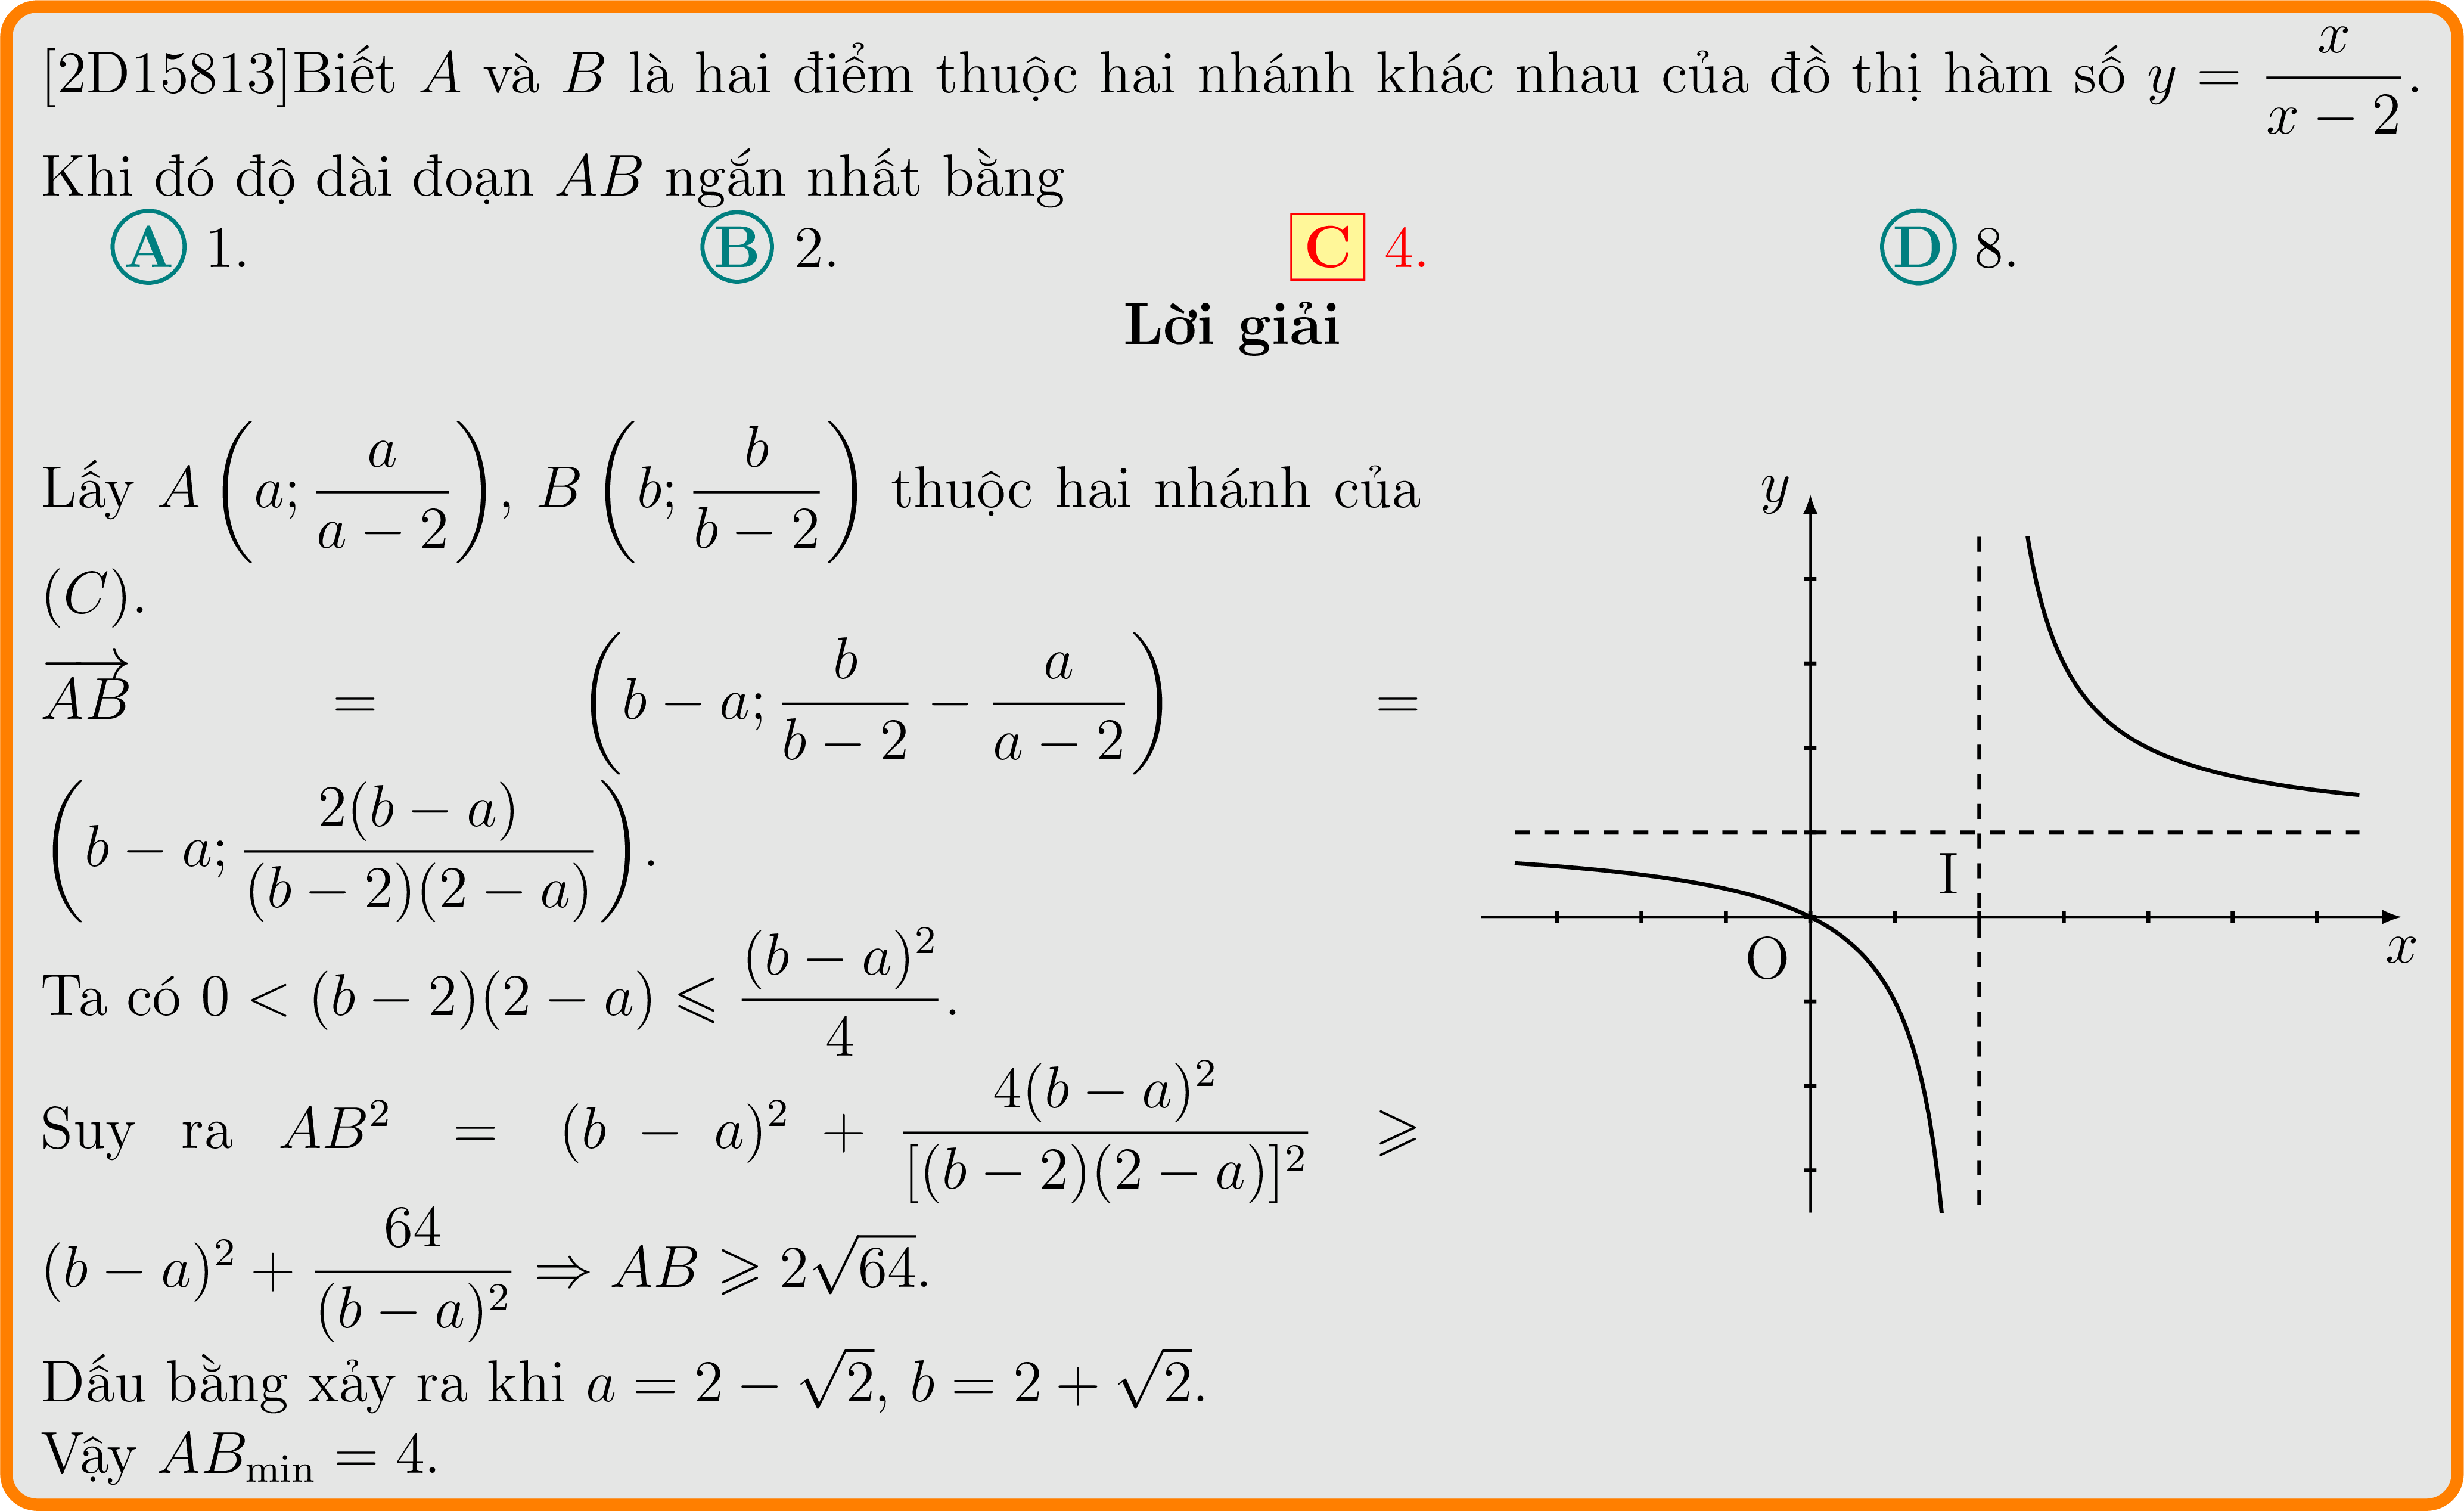 [2D15813]Biết A và B là hai điểm thuộc hai nhánh khác nhau của đồ thị hàm số y = \frac{x}{x − 2}.
Khi đó độ dài đoạn AB ngắn nhất bằng
A 1. B 2. C 4. D 8.
Lời giải
Lấy A \left(a; \frac{a}{a − 2}\right), B \left(b; \frac{b}{b − 2}\right) thuộc hai nhánh của
(C).
\overrightarrow{AB} = \left(b − a; \frac{b}{b − 2} − \frac{a}{a − 2}\right) =
\left(b − a; \frac{2(b − a)}{(b − 2)(2 − a)}\right).
Ta có 0 < (b − 2)(2 − a) ⩽ \frac{(b − a)^2}{4}.
Suy ra AB^2 = (b − a)^2 + \frac{4(b − a)^2}{[(b − 2)(2 − a)]^2} ⩾
(b − a)^2 + \frac{64}{(b − a)^2} ⇒ AB ⩾ 2\sqrt{64}.
Dấu bằng xảy ra khi a = 2 − \sqrt{2}, b = 2 + \sqrt{2}.
Vậy AB_{min} = 4.
y
I
O
x